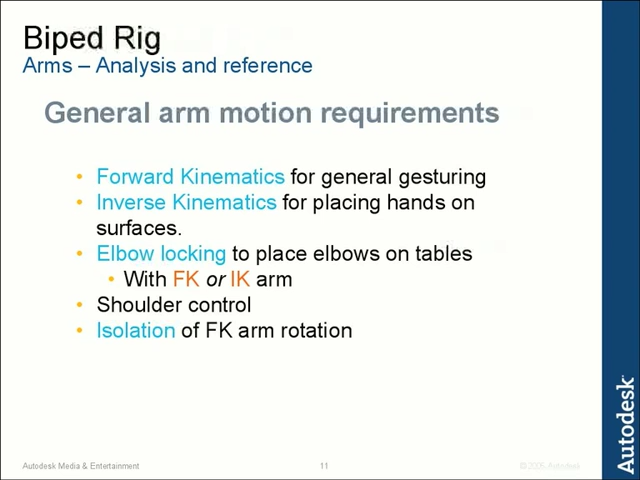 Biped Rig
Arms – Analysis and reference
General arm motion requirements
• Forward Kinematics for general gesturing
• Inverse Kinematics for placing hands on
surfaces.
• Elbow locking to place elbows on tables
• With FK or IK arm
• Shoulder control
• Isolation of FK arm rotation
Autodesk Media & Entertainment
11
Autodesk
Autodesk